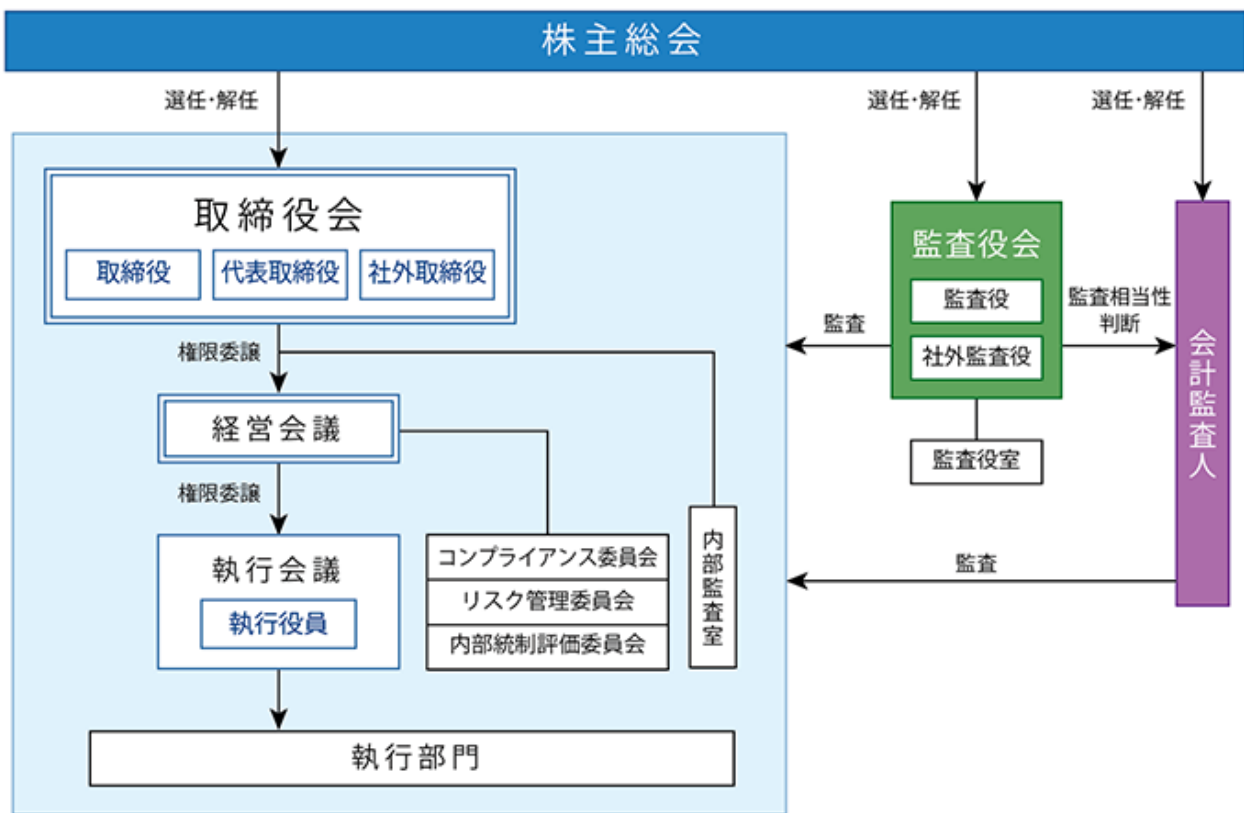 株主総会
選任・解任
選任・解任
選任・解任
取締役会
取締役
代表取締役
社外取締役
権限委譲
経営会議
権限委譲
執行会議
執行役員
コンプライアンス委員会
リスク管理委員会
内部統制評価委員会
内部監査室
執行部門
監査役会
監査役
社外監査役
監査役室
監査
監査相当性
判断
会計監査人
監査